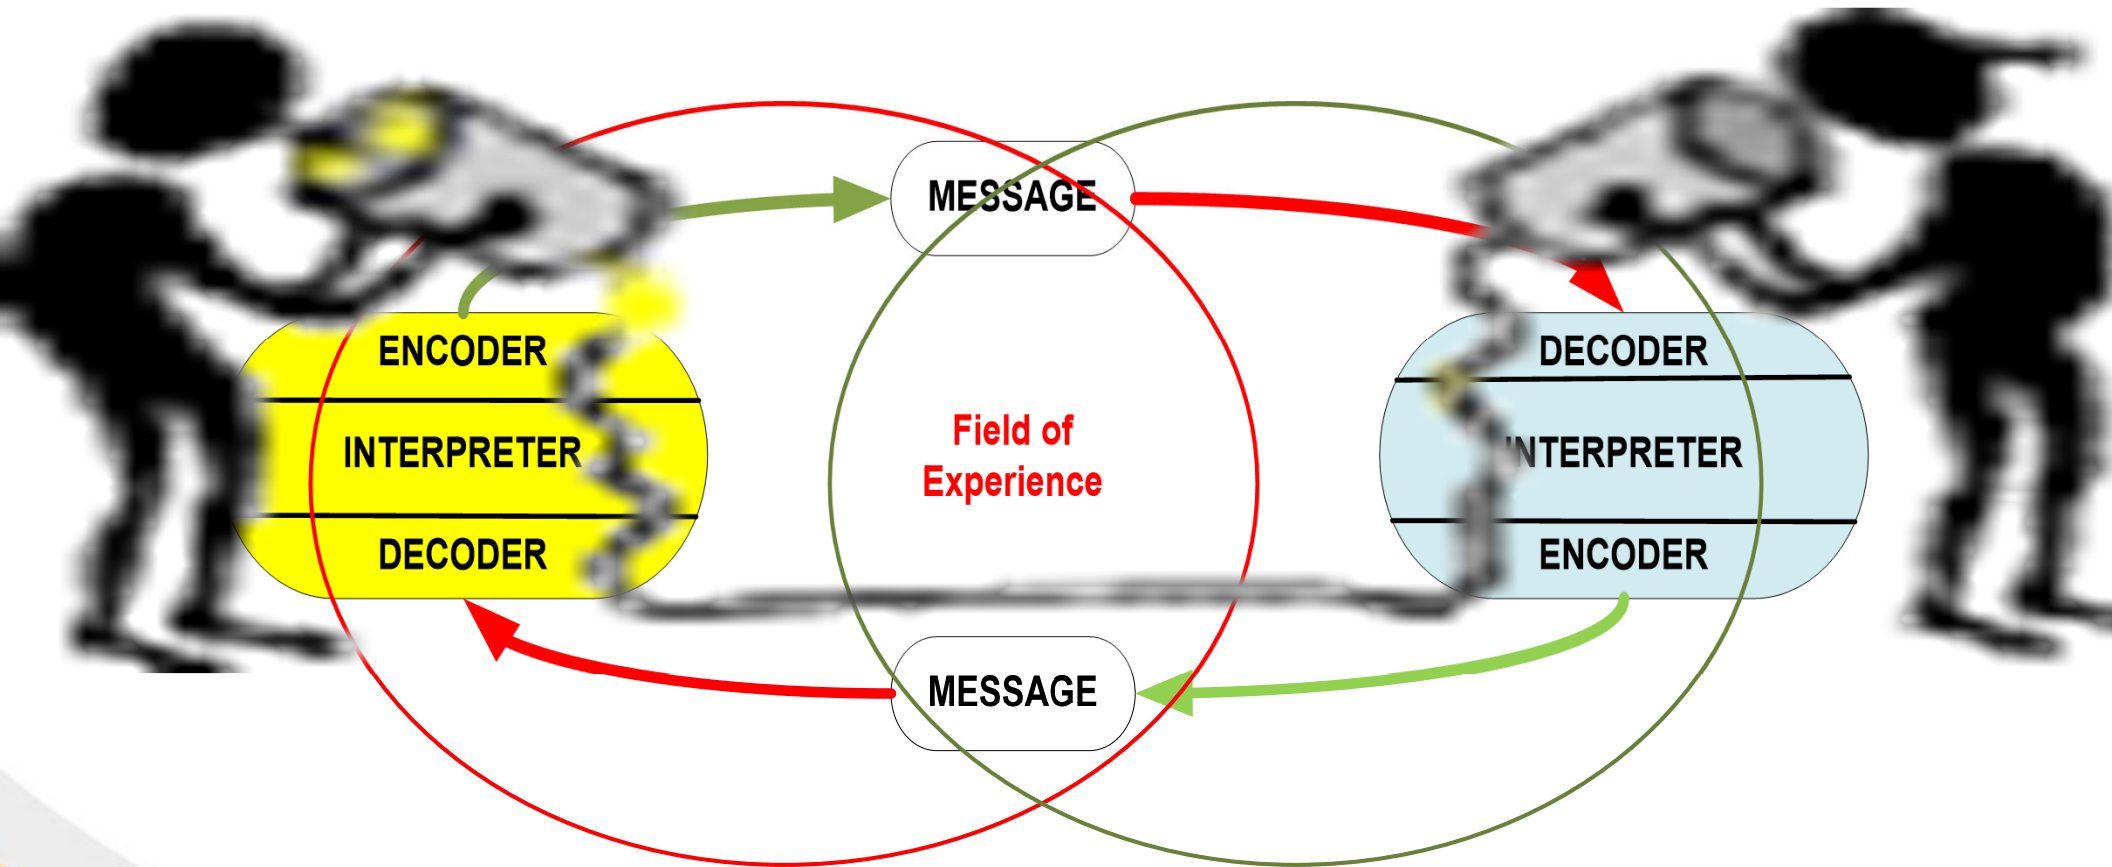 MESSAGE
ENCODER
INTERPRETER
DECODER
Field of
Experience
DECODER
INTERPRETER
ENCODER
MESSAGE